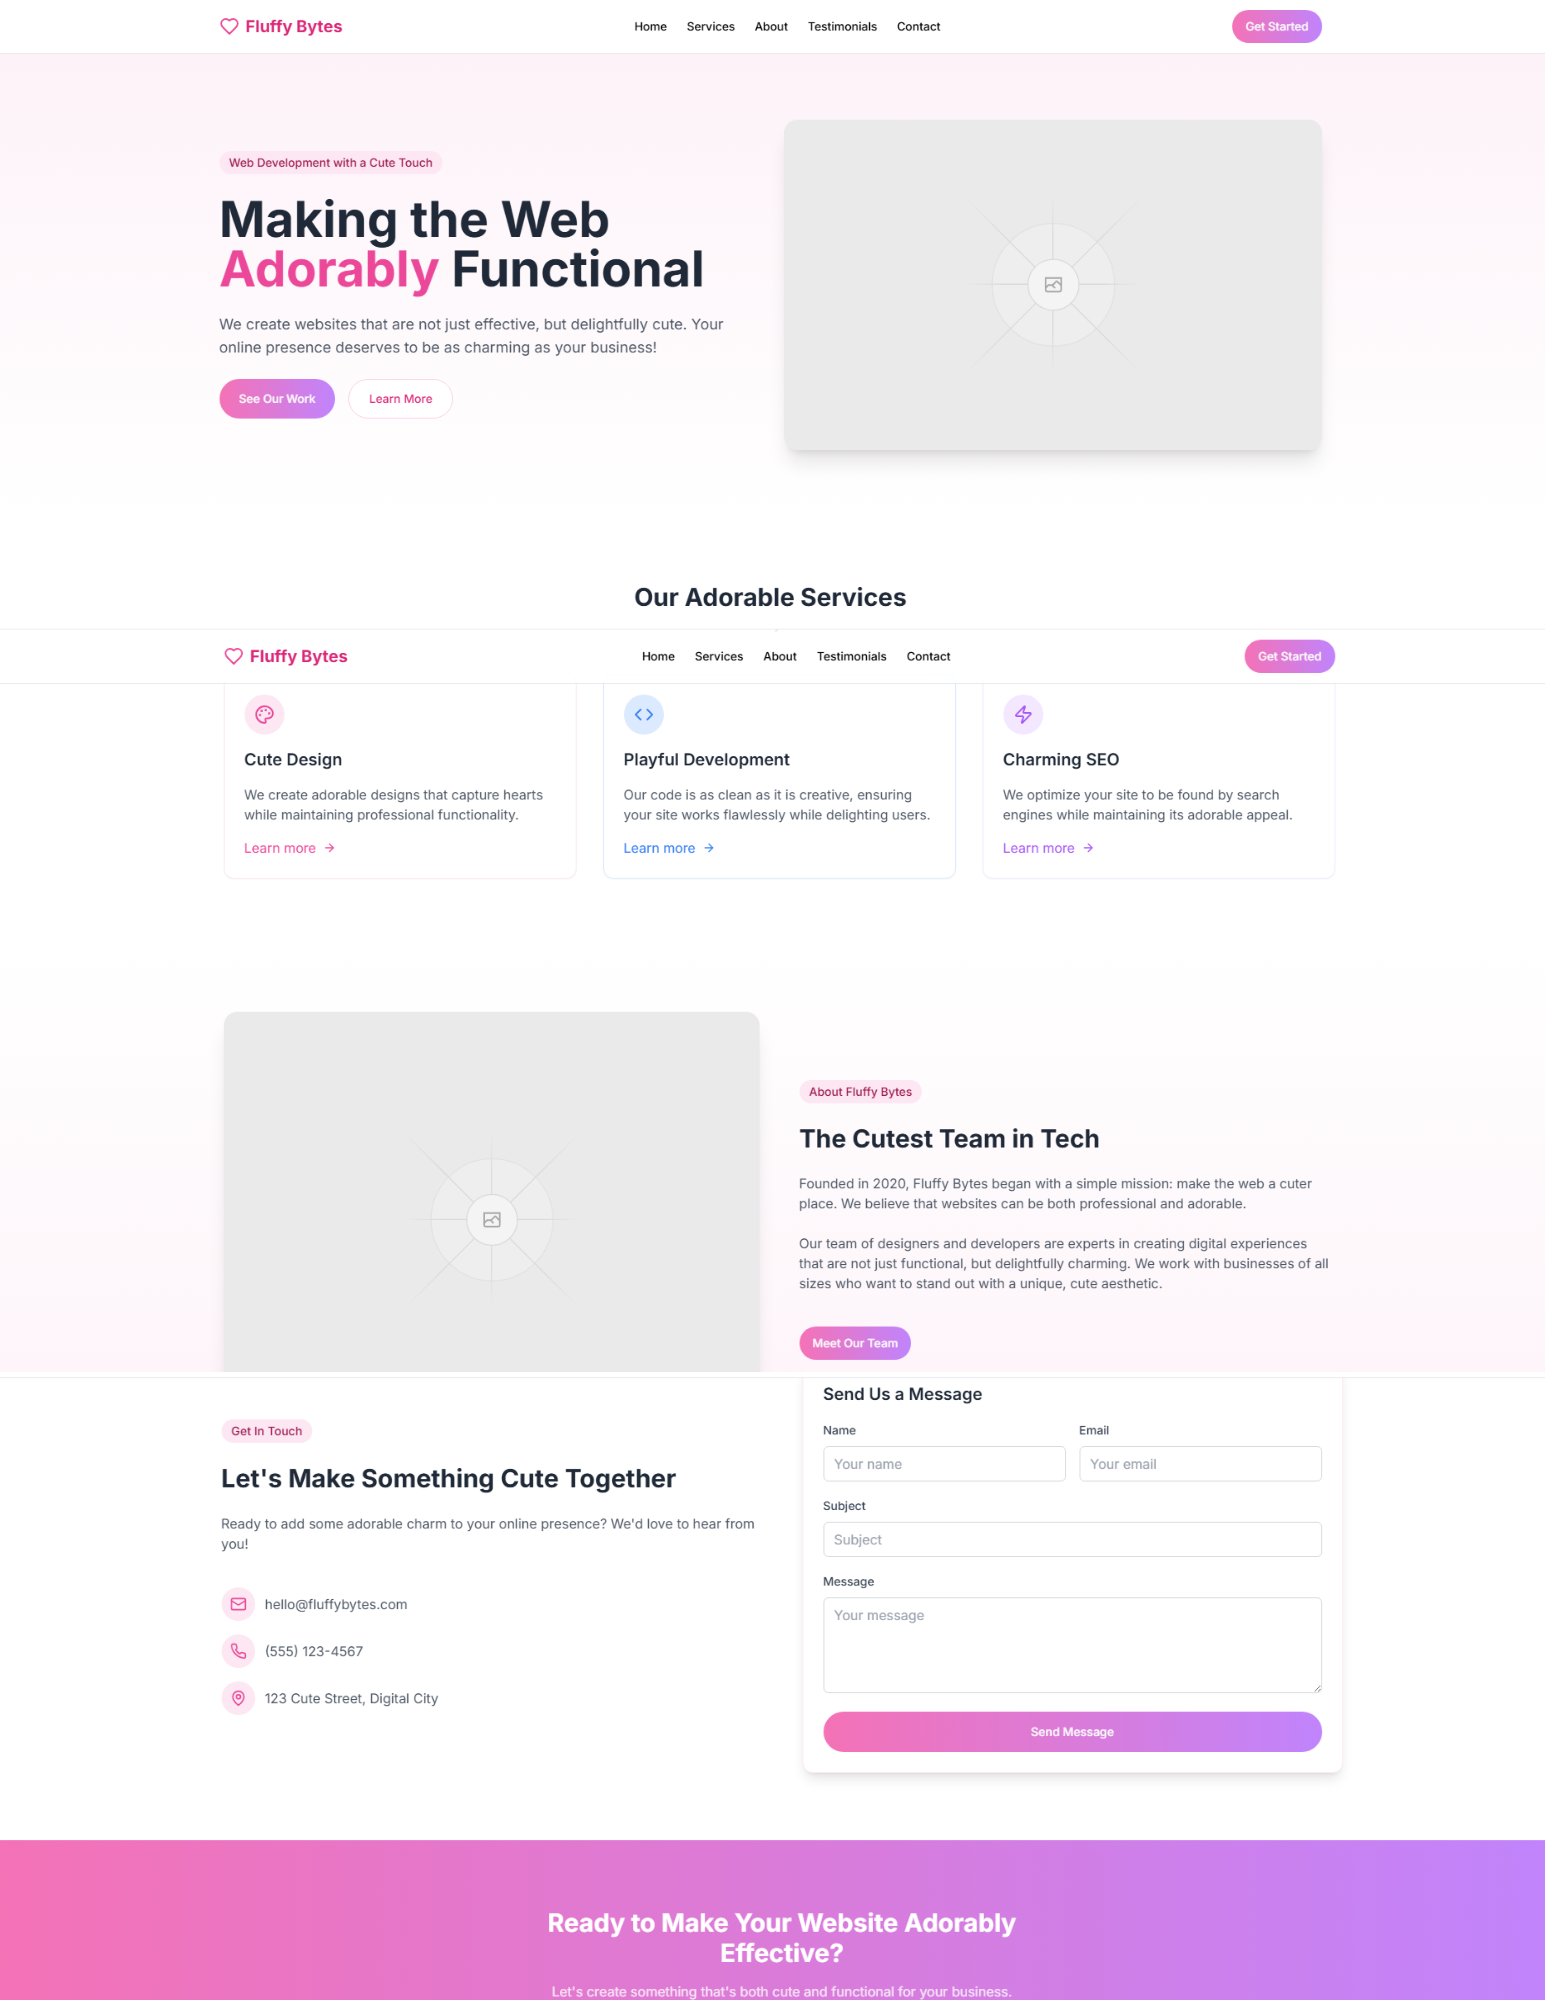 Fluffy Bytes
Home
Services
About
Testimonials
Contact
Get Started
Web Development with a Cute Touch
Making the Web
Adorably Functional
We create websites that are not just effective, but delightfully cute. Your
online presence deserves to be as charming as your business!
See Our Work
Learn More
Our Adorable Services
Fluffy Bytes
Home
Services
About
Testimonials
Contact
Get Started
Cute Design
We create adorable designs that capture hearts
while maintaining professional functionality.
Learn more
Playful Development
Our code is as clean as it is creative, ensuring
your site works flawlessly while delighting users.
Learn more
Charming SEO
We optimize your site to be found by search
engines while maintaining its adorable appeal.
Learn more
About Fluffy Bytes
The Cutest Team in Tech
Founded in 2020, Fluffy Bytes began with a simple mission: make the web a cuter
place. We believe that websites can be both professional and adorable.
Our team of designers and developers are experts in creating digital experiences
that are not just functional, but delightfully charming. We work with businesses of all
sizes who want to stand out with a unique, cute aesthetic.
Meet Our Team
Get In Touch
Let's Make Something Cute Together
Ready to add some adorable charm to your online presence? We'd love to hear from
you!
hello@fluffybytes.com
(555) 123-4567
123 Cute Street, Digital City
Send Us a Message
Name
Your name
Email
Your email
Subject
Subject
Message
Your message
Send Message
Ready to Make Your Website Adorably
Effective?
Let's create something that's both cute and functional for your business.